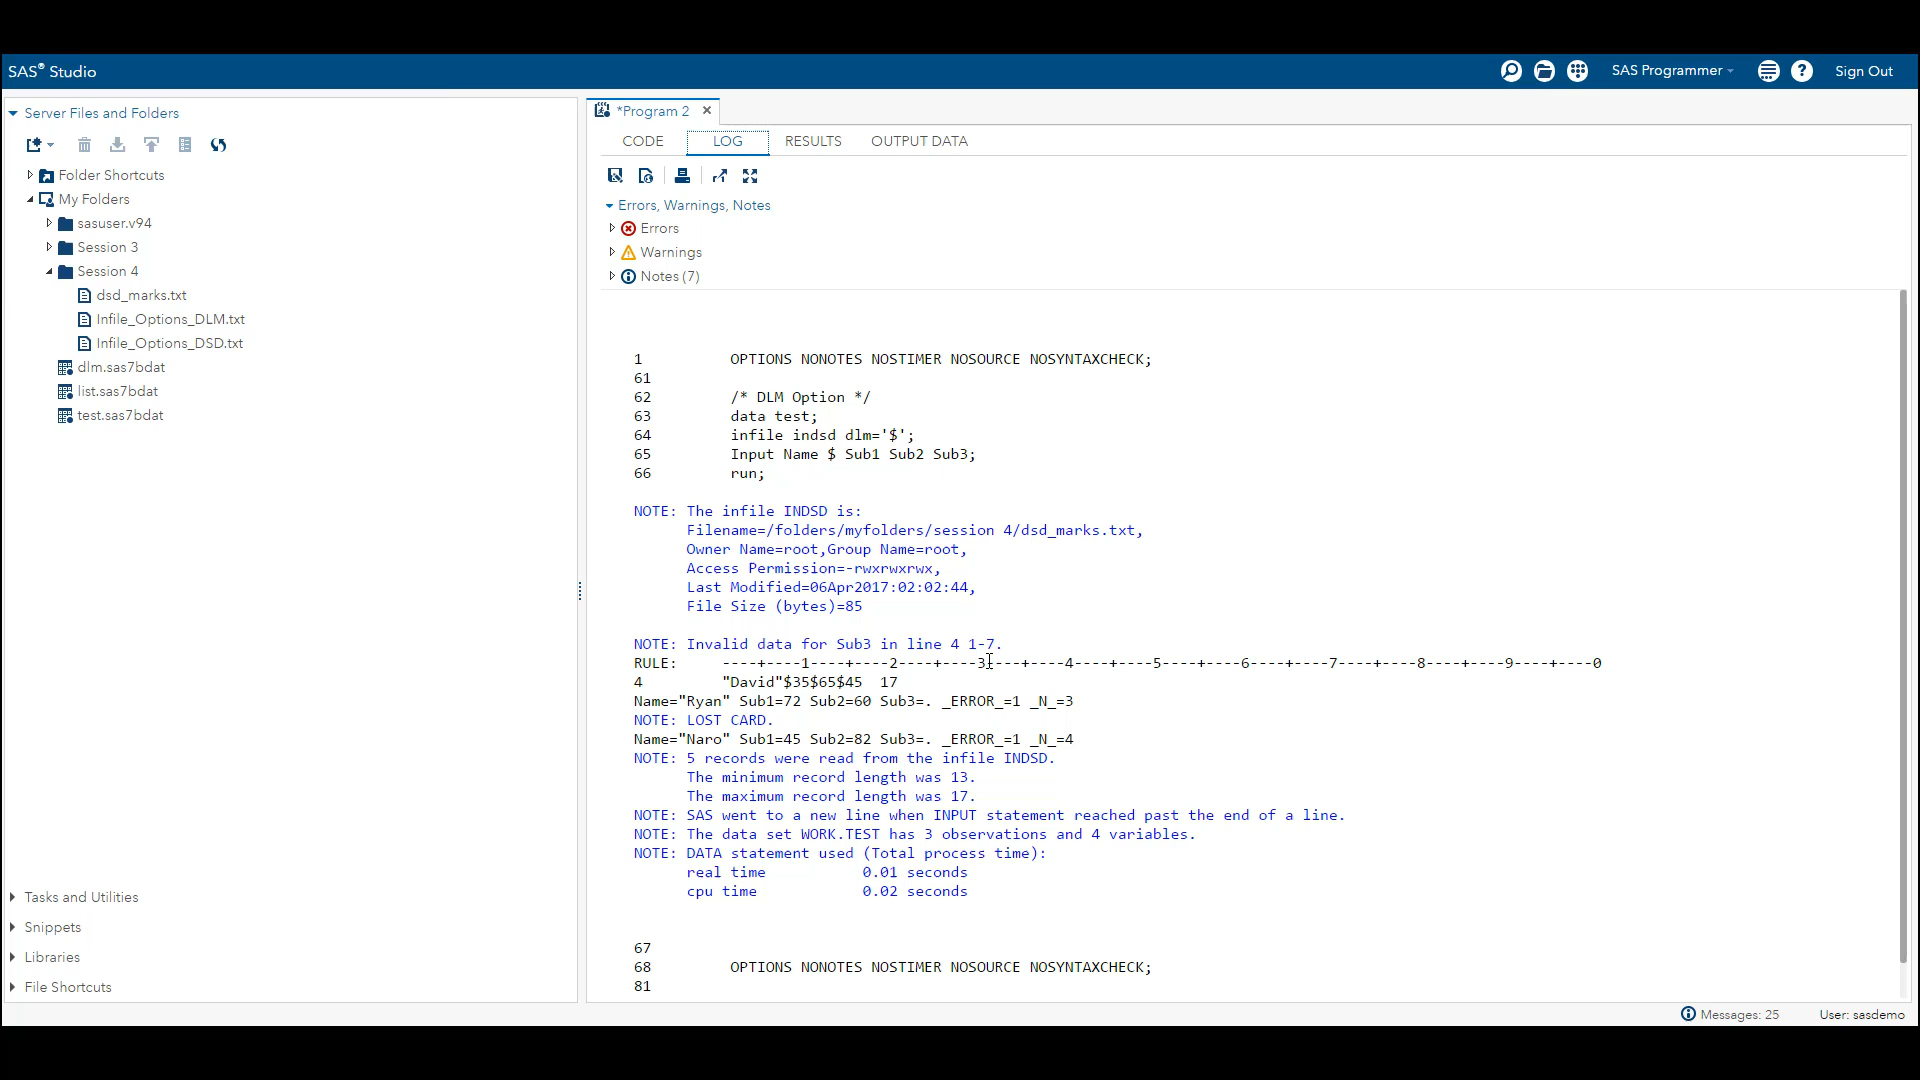 SAS® Studio
SAS Programmer
Sign Out
Server Files and Folders
Folder Shortcuts
My Folders
sasuser.v94
Session 3
Session 4
dsd_marks.txt
Infile_Options_DLM.txt
Infile_Options_DSD.txt
dlm.sas7bdat
list.sas7bdat
test.sas7bdat
Tasks and Utilities
Snippets
Libraries
File Shortcuts
*Program 2
CODE LOG RESULTS OUTPUT DATA
Errors, Warnings, Notes
Errors
Warnings
Notes (7)
1 OPTIONS NONOTES NOSTIMER NOSOURCE NOSYNTAXCHECK;
61
62 /* DLM Option */
63 data test;
64 infile indsd dlm='$';
65 Input Name $ Sub1 Sub2 Sub3;
66 run;
NOTE: The infile INDSD is:
Filename=/folders/myfolders/session 4/dsd_marks.txt,
Owner Name=root,Group Name=root,
Access Permission=-rwxrwxrwx,
Last Modified=06Apr2017:02:02:44,
File Size (bytes)=85
NOTE: Invalid data for Sub3 in line 4 1-7.
RULE: ----+----1----+----2----+----3----+----4----+----5----+----6----+----7----+----8----+----9----+----0
4 "David"$35$65$45 17
Name="Ryan" Sub1=72 Sub2=60 Sub3=. _ERROR_=1 _N_=3
NOTE: LOST CARD.
Name="Naro" Sub1=45 Sub2=82 Sub3=. _ERROR_=1 _N_=4
NOTE: 5 records were read from the infile INDSD.
The minimum record length was 13.
The maximum record length was 17.
NOTE: SAS went to a new line when INPUT statement reached past the end of a line.
NOTE: The data set WORK.TEST has 3 observations and 4 variables.
NOTE: DATA statement used (Total process time):
real time 0.01 seconds
cpu time 0.02 seconds
67
68 OPTIONS NONOTES NOSTIMER NOSOURCE NOSYNTAXCHECK;
81
Messages: 25
User: sasdemo